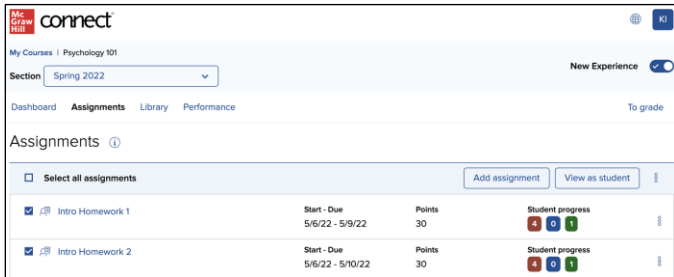 Mc
Graw
Hill
connect
KI
My Courses | Psychology 101
Section Spring 2022
New Experience
Dashboard Assignments Library Performance To grade
Assignments
Select all assignments Add assignment View as student
Intro Homework 1 Start - Due Points Student progress
5/6/22 - 5/9/22 30 4 0 1
Intro Homework 2 Start - Due Points Student progress
5/6/22 - 5/10/22 30 4 0 1